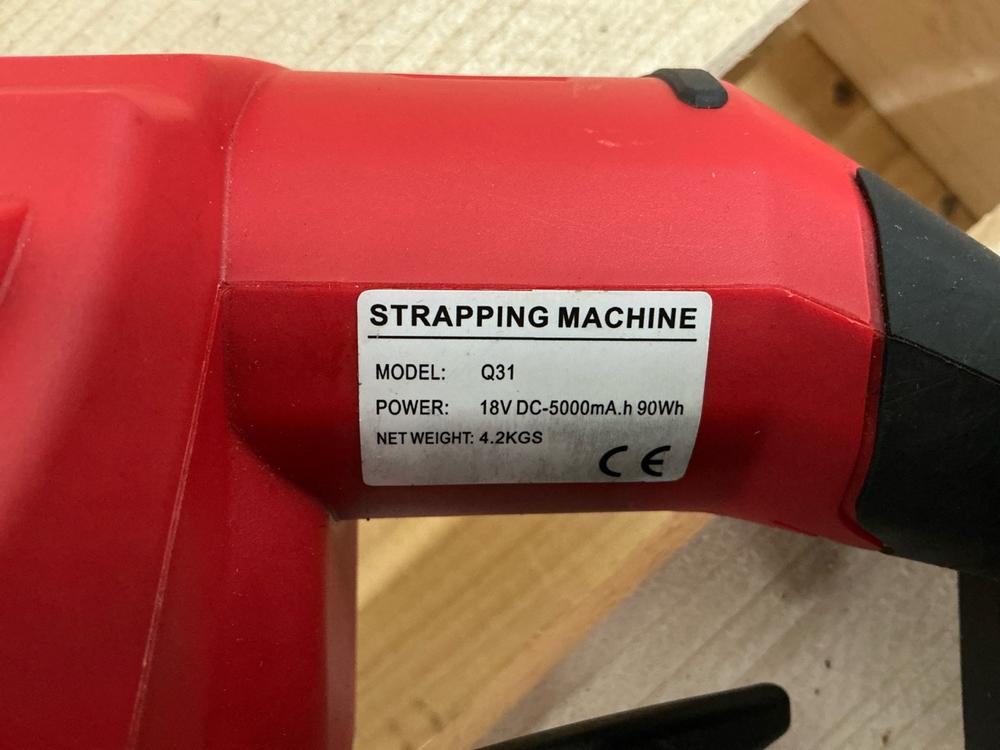 STRAPPING MACHINE
MODEL: Q31
POWER: 18V DC-5000mA.h 90Wh
NET WEIGHT: 4.2KGS
CE